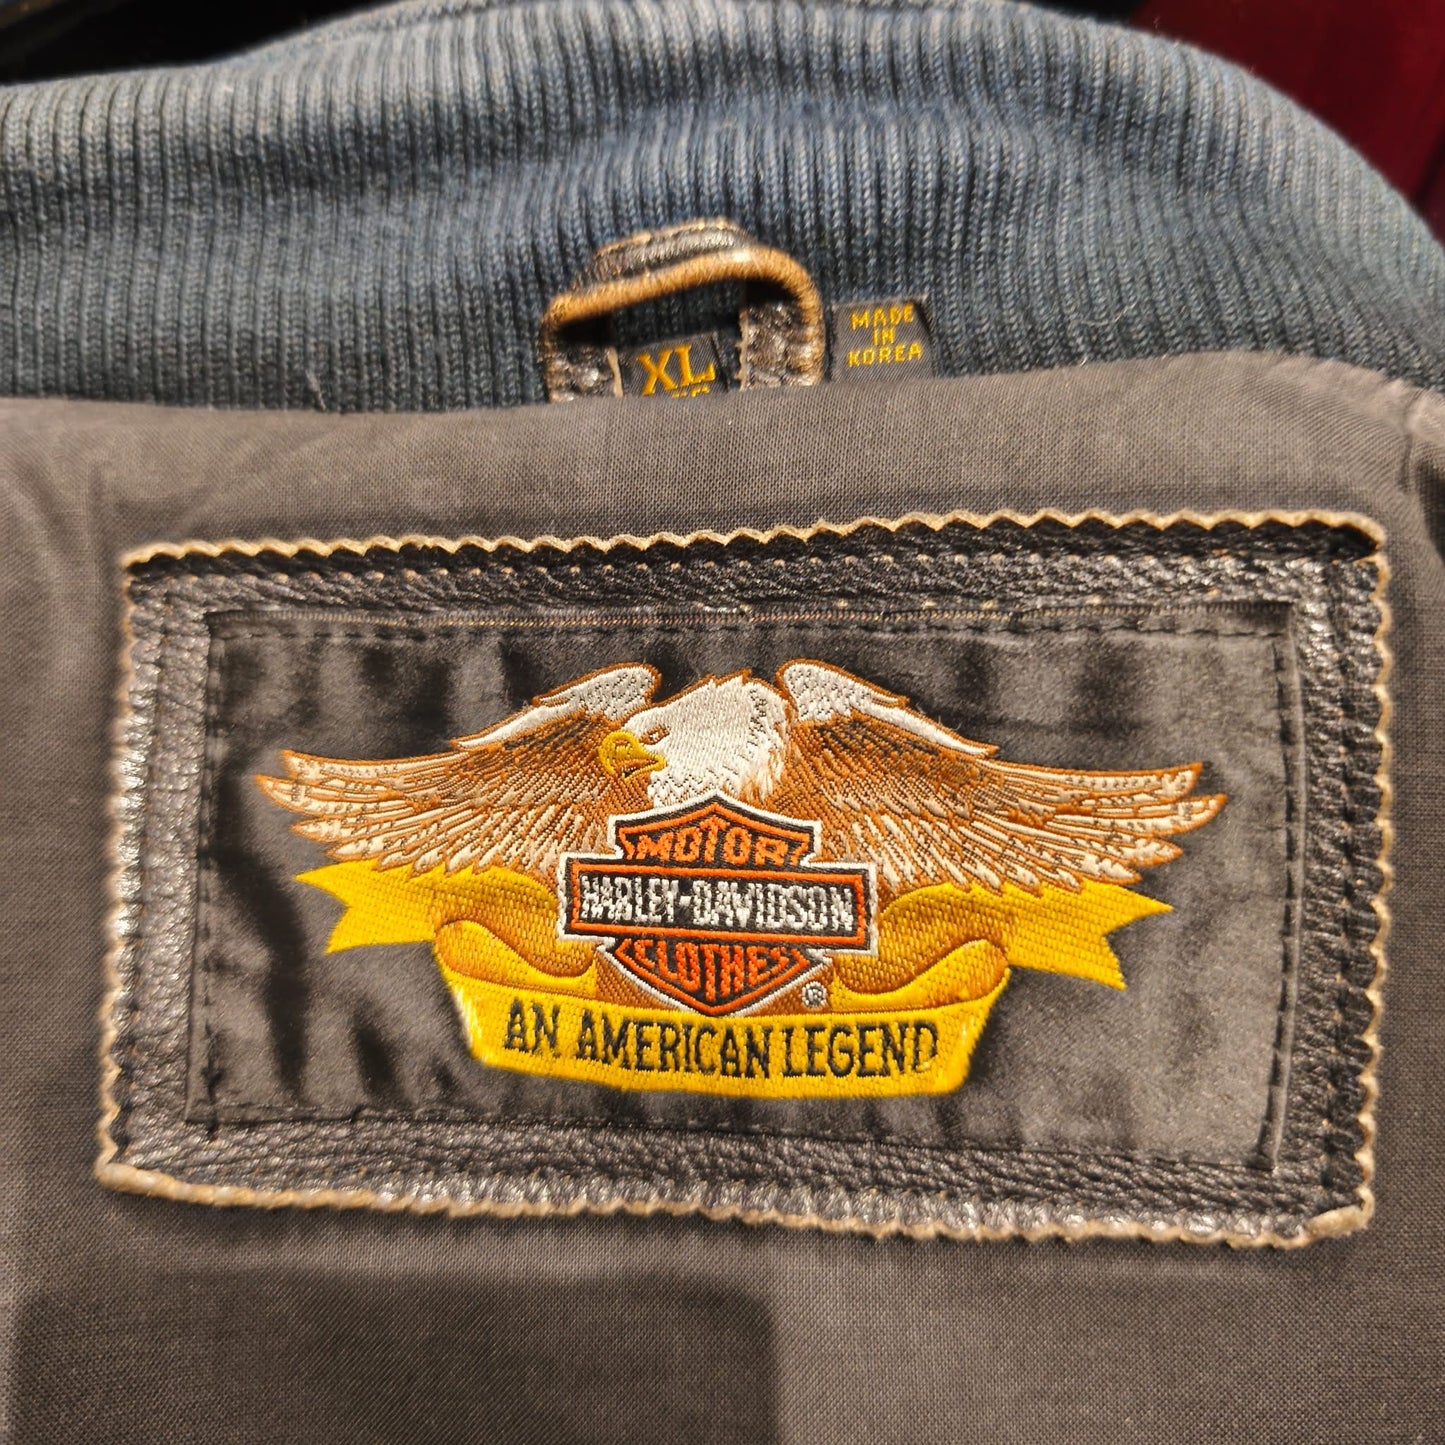 XL
MADE
IN
KOREA
MOTOR
HARLEY-DAVIDSON
CLOTHES
®
AN AMERICAN LEGEND